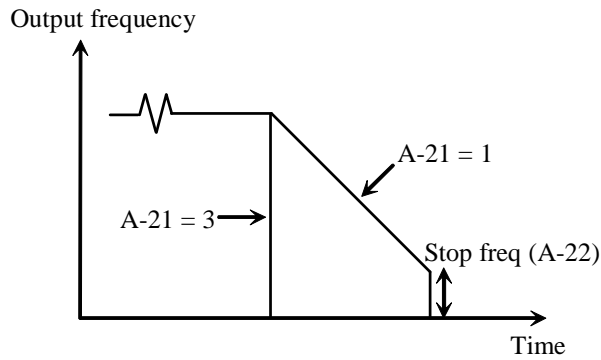 Output frequency
A-21 = 1
A-21 = 3
Stop freq (A-22)
Time